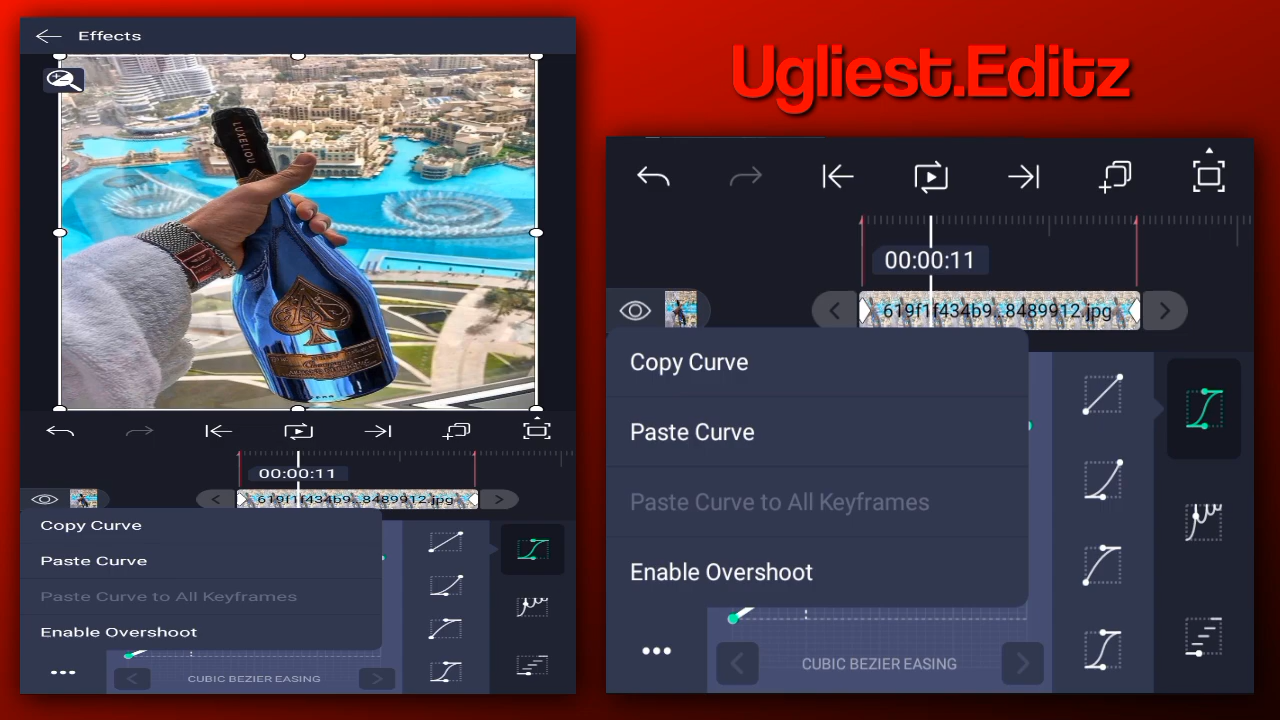 Effects
LUXELIOU
00:00:11
619f1f434b9..8489912.jpg
Copy Curve
Paste Curve
Paste Curve to All Keyframes
Enable Overshoot
CUBIC BEZIER EASING
Ugliest.Editz
00:00:11
619f1f434b9..8489912.jpg
Copy Curve
Paste Curve
Paste Curve to All Keyframes
Enable Overshoot
CUBIC BEZIER EASING